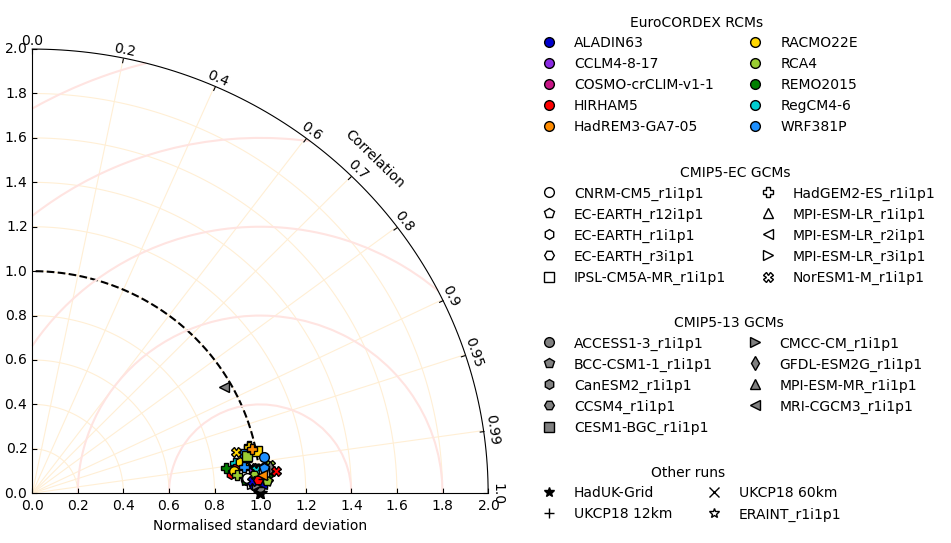 EuroCORDEX RCMs
ALADIN63 RACMO22E
CCLM4-8-17 RCA4
COSMO-crCLIM-v1-1 REMO2015
HIRHAM5 RegCM4-6
HadREM3-GA7-05 WRF381P
CMIP5-EC GCMs
CNRM-CM5_r1i1p1 HadGEM2-ES_r1i1p1
EC-EARTH_r12i1p1 MPI-ESM-LR_r1i1p1
EC-EARTH_r1i1p1 MPI-ESM-LR_r2i1p1
EC-EARTH_r3i1p1 MPI-ESM-LR_r3i1p1
IPSL-CM5A-MR_r1i1p1 NorESM1-M_r1i1p1
CMIP5-13 GCMs
ACCESS1-3_r1i1p1 CMCC-CM_r1i1p1
BCC-CSM1-1_r1i1p1 GFDL-ESM2G_r1i1p1
CanESM2_r1i1p1 MPI-ESM-MR_r1i1p1
CCSM4_r1i1p1 MRI-CGCM3_r1i1p1
CESM1-BGC_r1i1p1
Other runs
HadUK-Grid UKCP18 60km
UKCP18 12km ERAINT_r1i1p1
0.0 0.2 0.4 0.6 0.7 0.8 0.9 0.95 0.99 1.0
Correlation
2.0
1.8
1.6
1.4
1.2
1.0
0.8
0.6
0.4
0.2
0.0
0.0 0.2 0.4 0.6 0.8 1.0 1.2 1.4 1.6 1.8 2.0
Normalised standard deviation